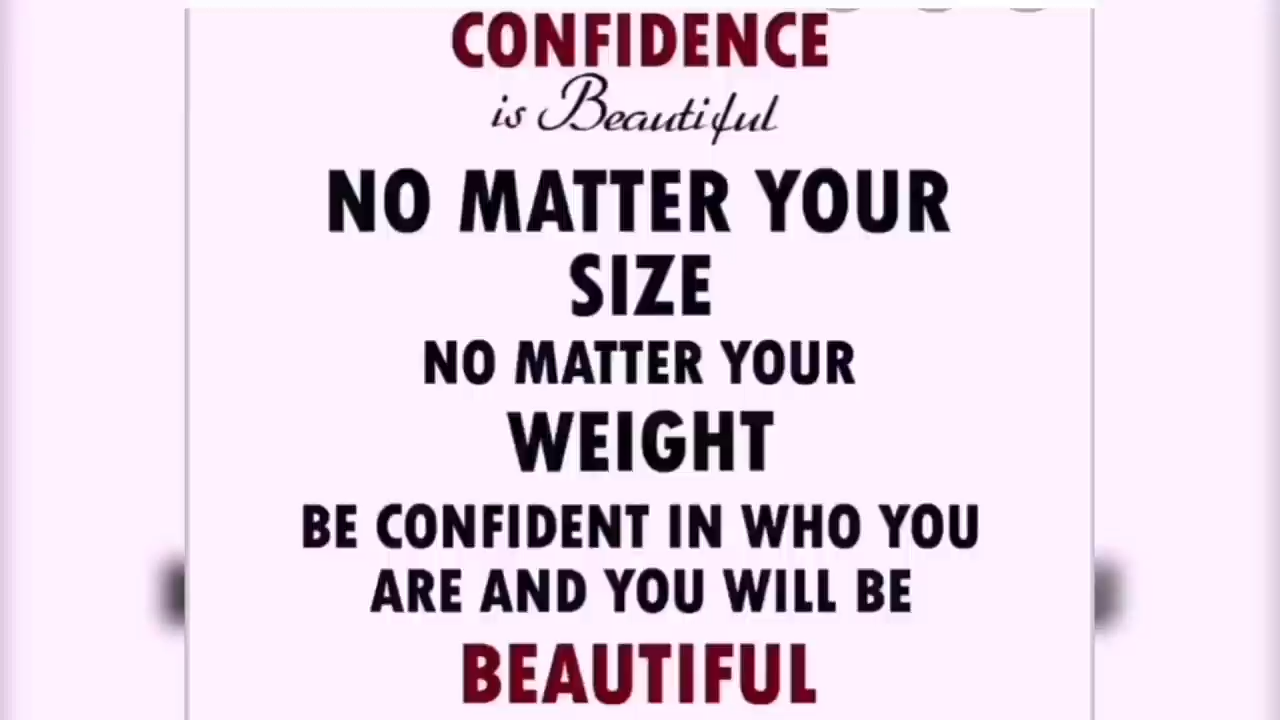 CONFIDENCE
is Beautiful
NO MATTER YOUR
SIZE
NO MATTER YOUR
WEIGHT
BE CONFIDENT IN WHO YOU
ARE AND YOU WILL BE
BEAUTIFUL